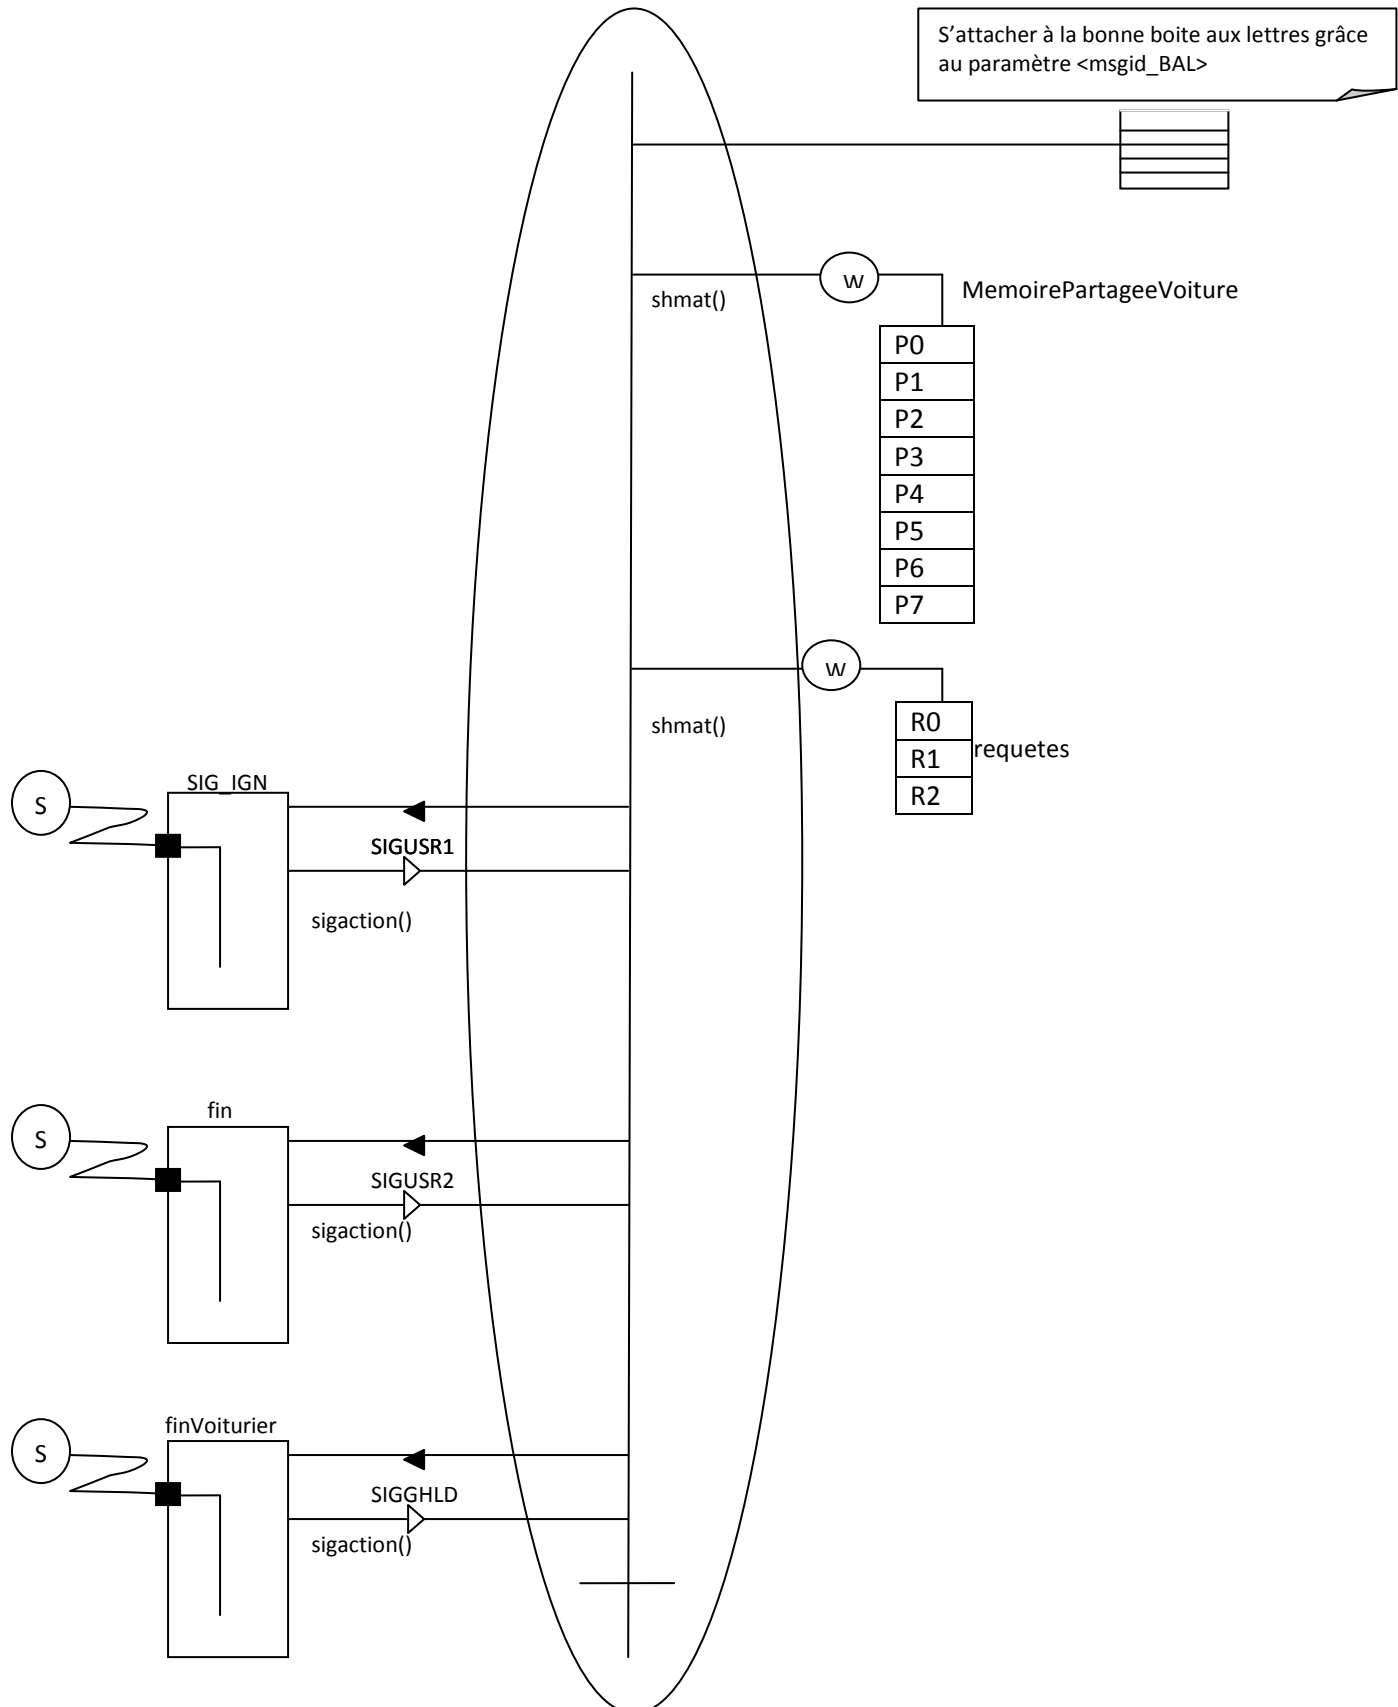 S'attacher à la bonne boite aux lettres grâce
au paramètre <msgid_BAL>
w
shmat()
MemoirePartageeVoiture
P0
P1
P2
P3
P4
P5
P6
P7
w
shmat()
R0
R1
R2
requetes
SIG_IGN
S
SIGUSR1
sigaction()
fin
S
SIGUSR2
sigaction()
finVoiturier
S
SIGGHLD
sigaction()